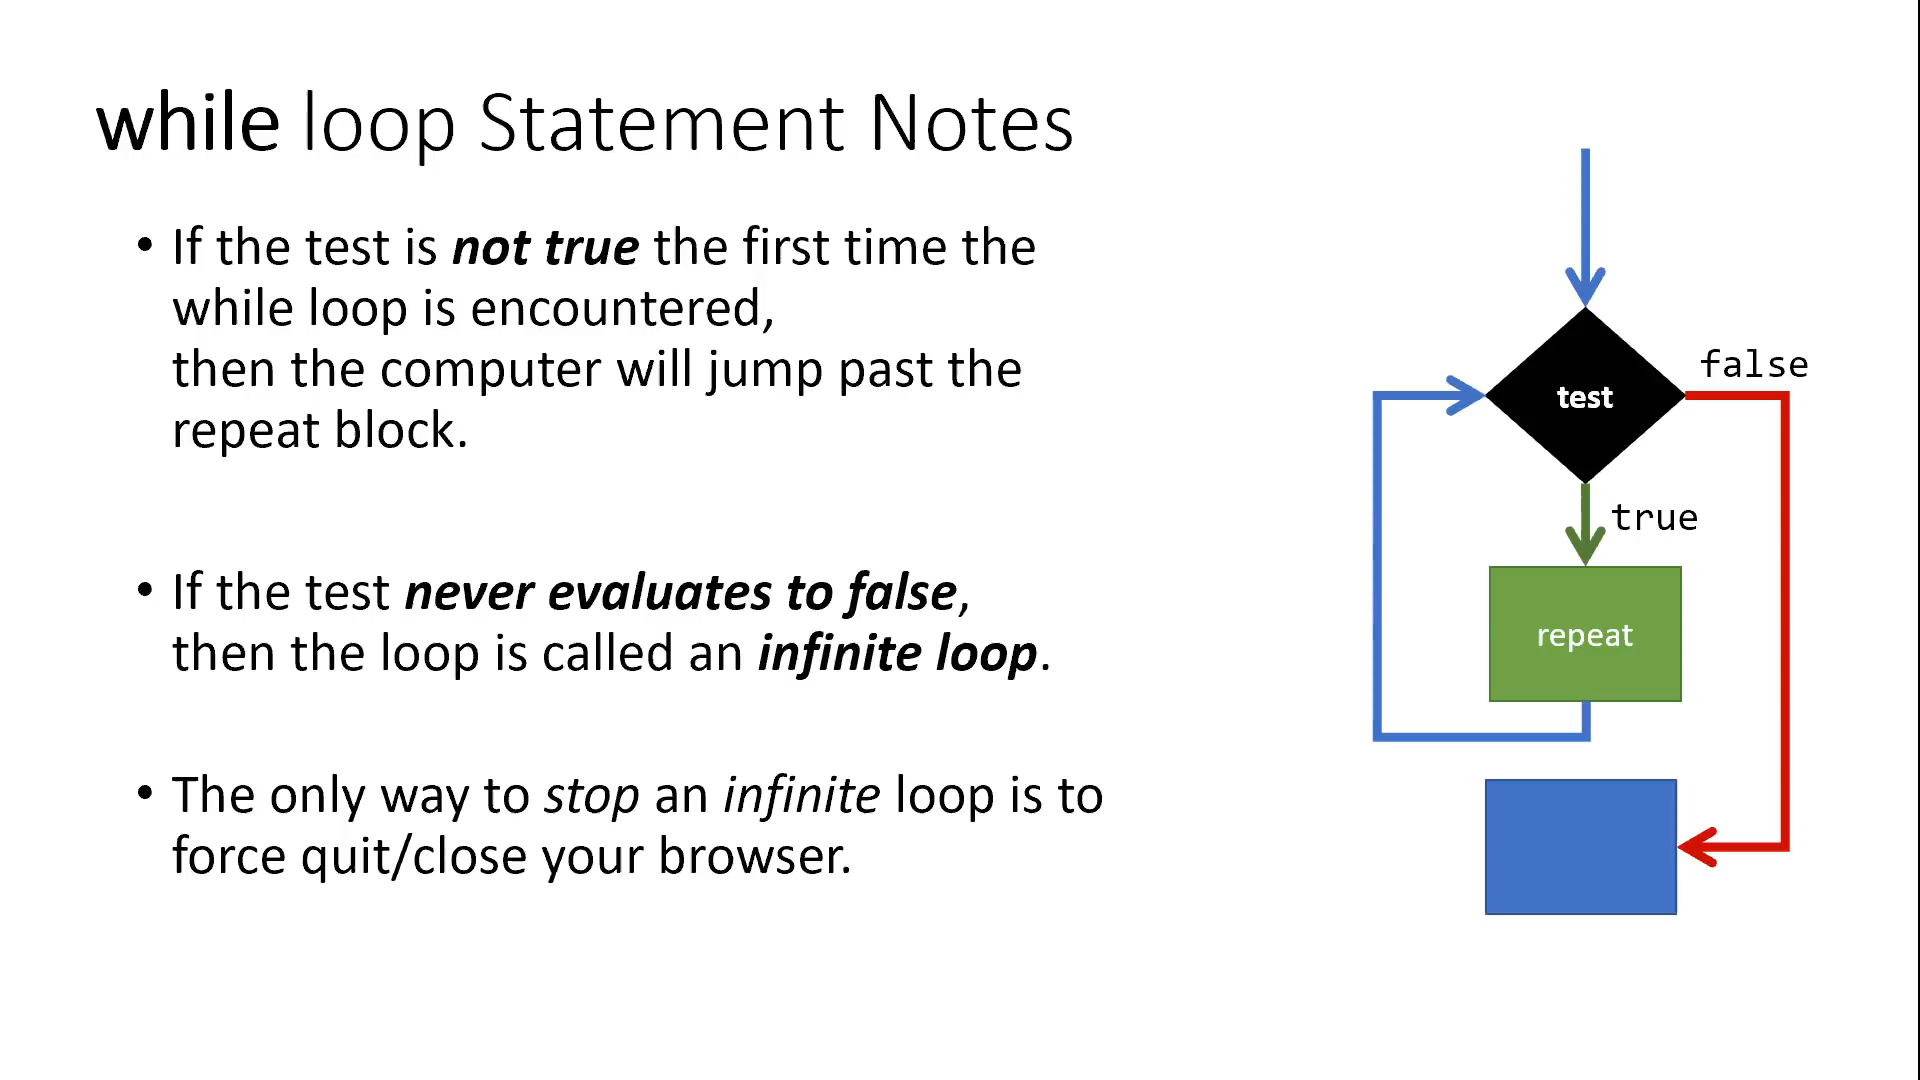 while loop Statement Notes
• If the test is not true the first time the
while loop is encountered,
then the computer will jump past the
repeat block.
• If the test never evaluates to false,
then the loop is called an infinite loop.
• The only way to stop an infinite loop is to
force quit/close your browser.
false
test
true
repeat